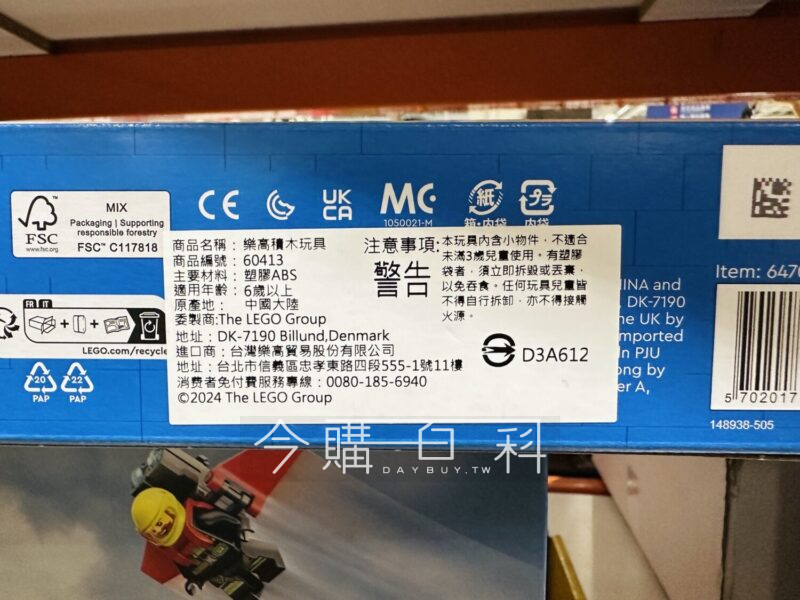 MIX
Packaging | Supporting
responsible forestry
FSC™ C117818
FSC
www.fsc.org
CE
UK
CA
MC
1050021-M
紙
箱·内袋
プラ
内袋
商品名稱：樂高積木玩具
商品編號：60413
主要材料：塑膠ABS
適用年齡：6歲以上
原產地： 中國大陸
委製商:The LEGO Group
地址：DK-7190 Billund,Denmark
進口商：台灣樂高貿易股份有限公司
地址：台北市信義區忠孝東路四段555-1號11樓
消費者免付費服務專線：0080-185-6940
©2024 The LEGO Group
注意事項:
警告
本玩具內含小物件，不適合
未滿3歲兒童使用。有塑膠
袋者，須立即拆毀或丟棄，
以免吞食。任何玩具兒童皆
不得自行拆卸，亦不得接觸
火源。
D3A612
FR
IT
LEGO.com/recycle
20
PAP
22
PAP
INA and
DK-7190
e UK by
mported
n PJU
ong by
er A,
Item: 647
5 702017
148938-505
今購百科
DAYBUY.TW